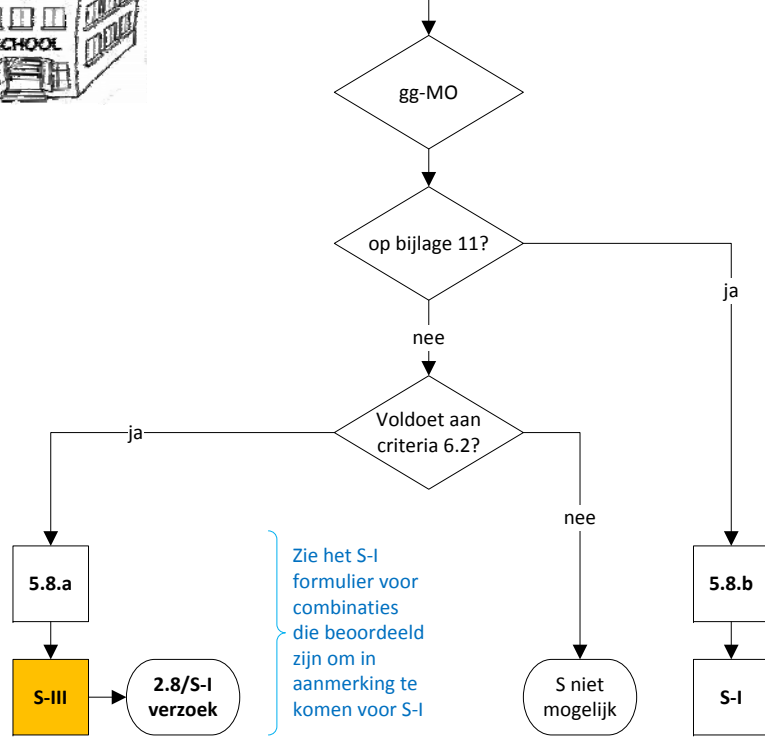 SCHOOL
gg-MO
op bijlage 11?
ja
nee
Voldoet aan
criteria 6.2?
ja
nee
5.8.a
Zie het S-I
formulier voor
combinaties
die beoordeeld
zijn om in
aanmerking te
komen voor S-I
5.8.b
S-III
2.8/S-I
verzoek
S niet
mogelijk
S-I